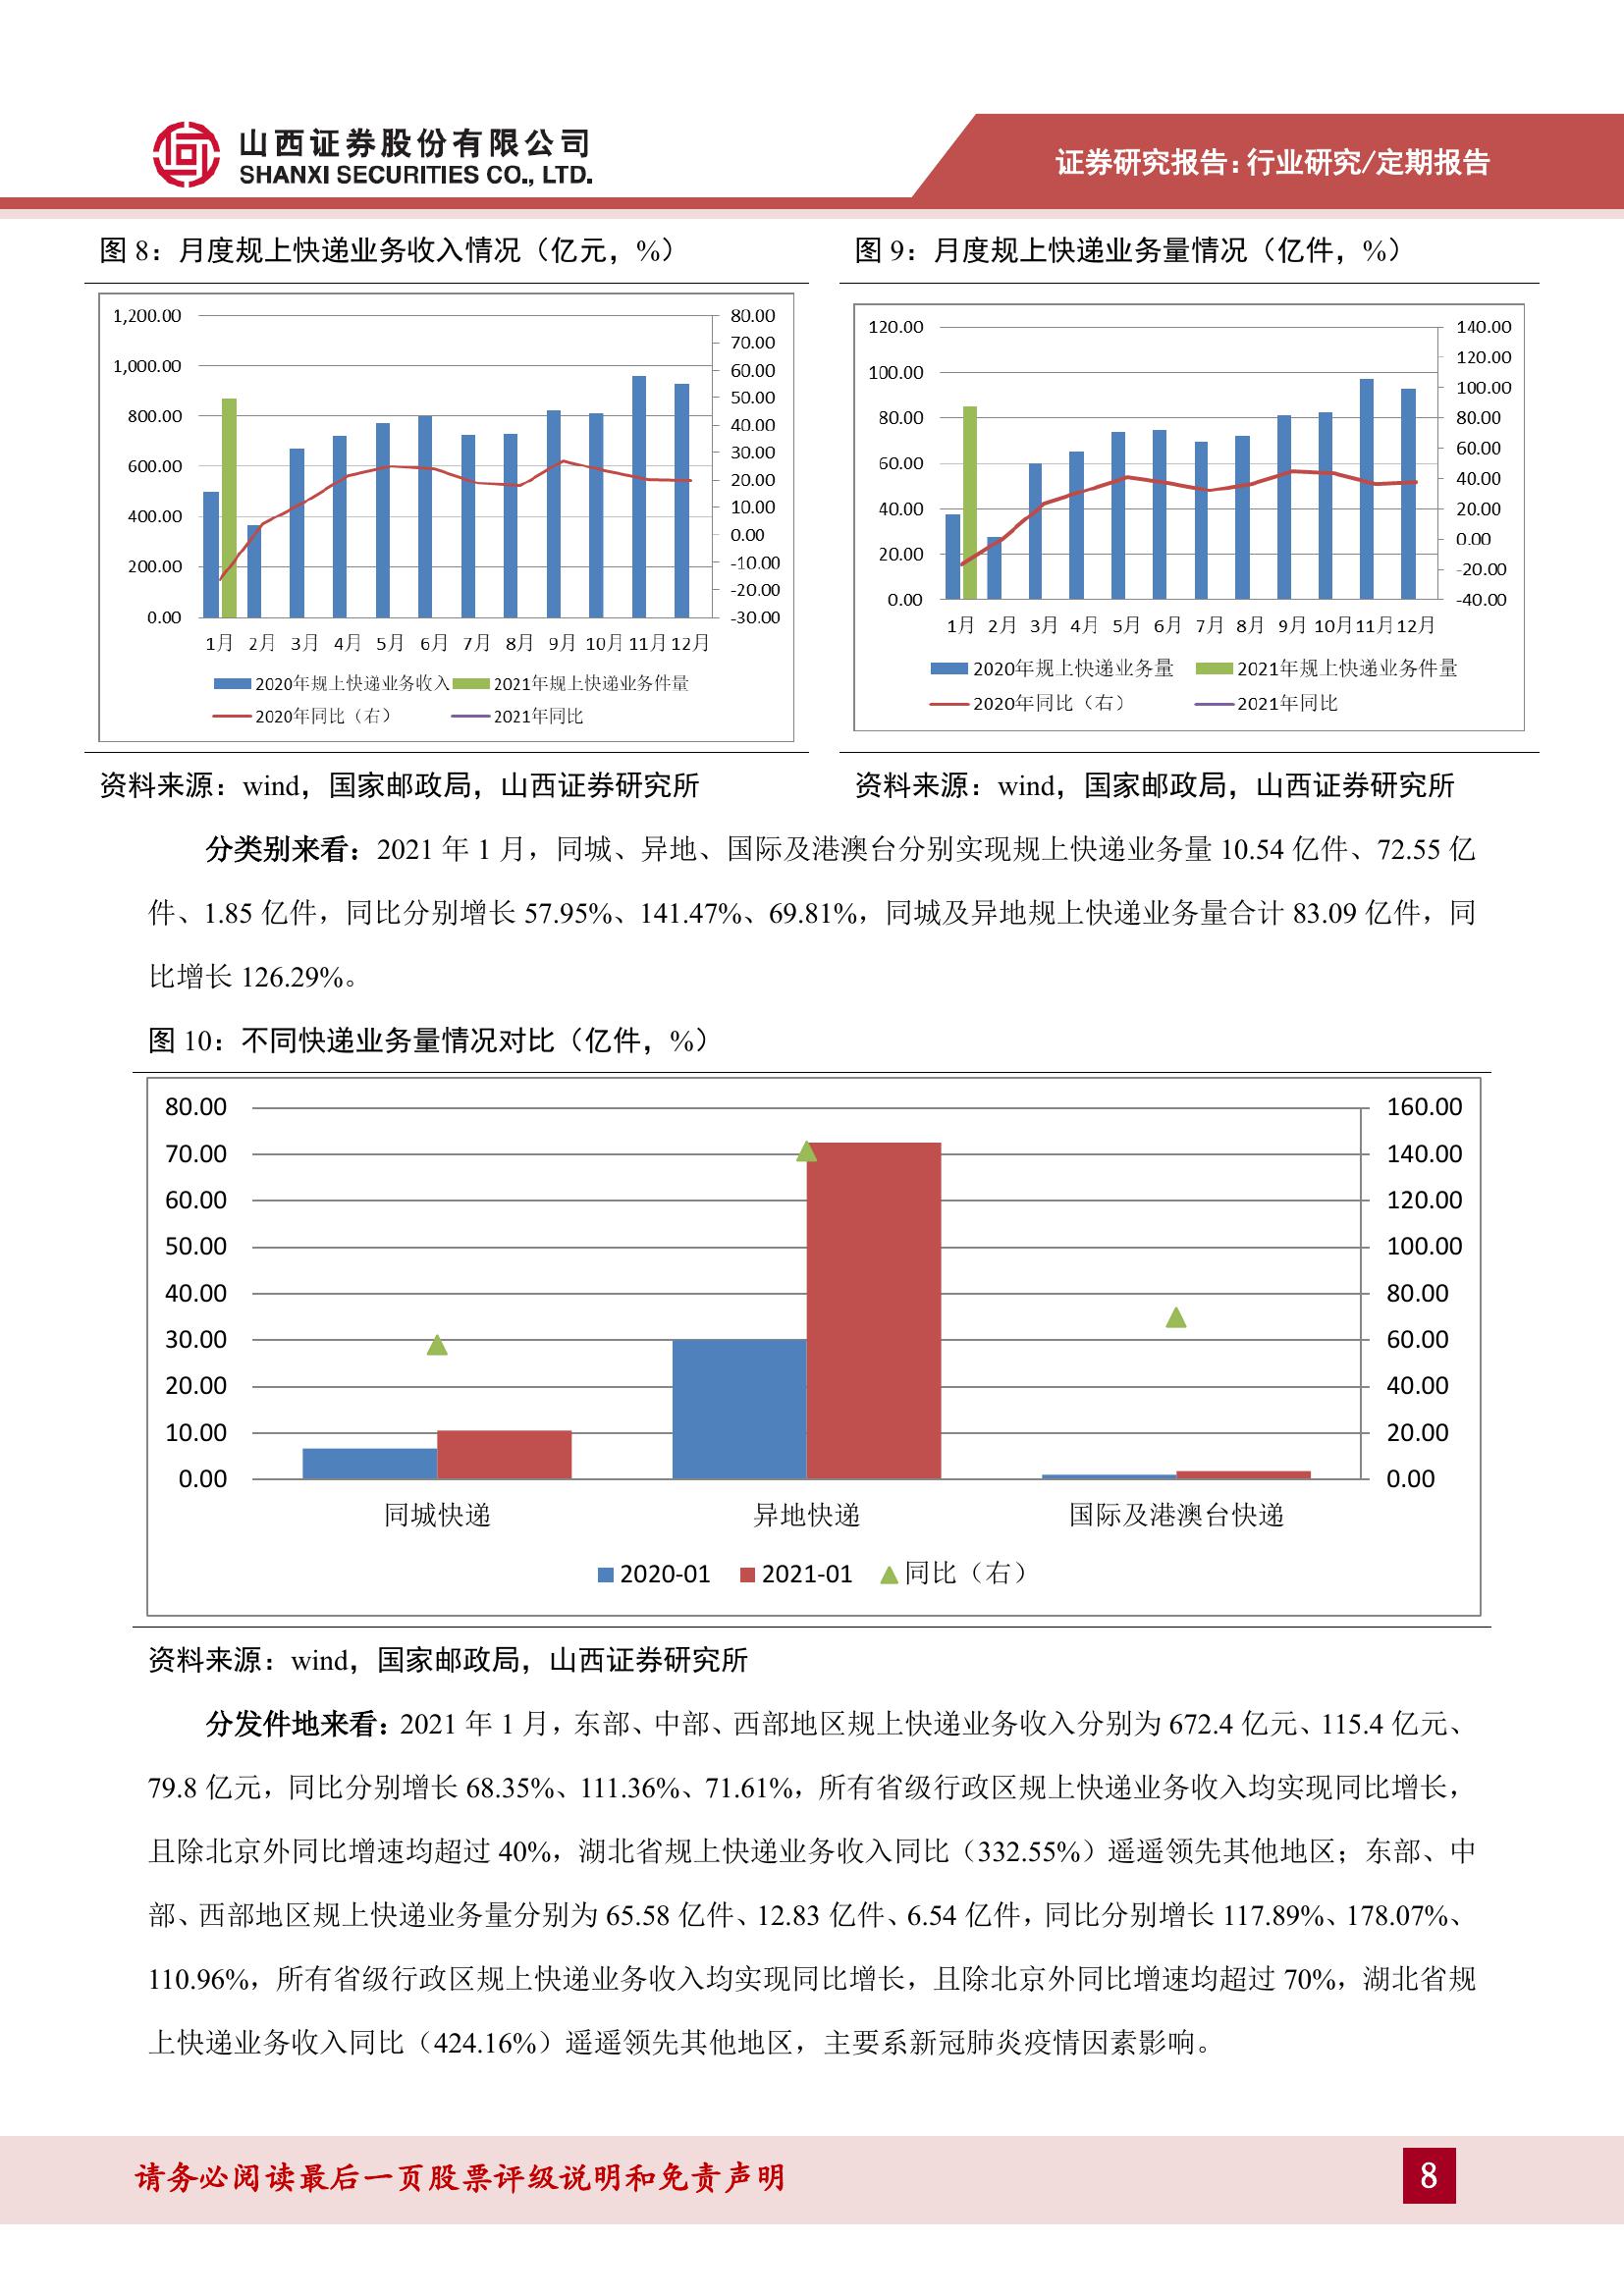 山西证券股份有限公司
SHANXI SECURITIES CO., LTD.
证券研究报告：行业研究/定期报告
图 8：月度规上快递业务收入情况（亿元，%）
1,200.00
1,000.00
800.00
600.00
400.00
200.00
0.00
80.00
70.00
60.00
50.00
40.00
30.00
20.00
10.00
0.00
-10.00
-20.00
-30.00
1月 2月 3月 4月 5月 6月 7月 8月 9月 10月 11月 12月
2020年规上快递业务收入 2021年规上快递业务件量
2020年同比（右） 2021年同比
资料来源：wind，国家邮政局，山西证券研究所
图 9：月度规上快递业务量情况（亿件，%）
120.00
100.00
80.00
60.00
40.00
20.00
0.00
140.00
120.00
100.00
80.00
60.00
40.00
20.00
0.00
-20.00
-40.00
1月 2月 3月 4月 5月 6月 7月 8月 9月 10月 11月 12月
2020年规上快递业务量 2021年规上快递业务件量
2020年同比（右） 2021年同比
资料来源：wind，国家邮政局，山西证券研究所
分类别来看：2021 年 1 月，同城、异地、国际及港澳台分别实现规上快递业务量 10.54 亿件、72.55 亿
件、1.85 亿件，同比分别增长 57.95%、141.47%、69.81%，同城及异地规上快递业务量合计 83.09 亿件，同
比增长 126.29%。
图 10：不同快递业务量情况对比（亿件，%）
80.00
70.00
60.00
50.00
40.00
30.00
20.00
10.00
0.00
160.00
140.00
120.00
100.00
80.00
60.00
40.00
20.00
0.00
同城快递 异地快递 国际及港澳台快递
2020-01 2021-01 同比（右）
资料来源：wind，国家邮政局，山西证券研究所
分发件地来看：2021 年 1 月，东部、中部、西部地区规上快递业务收入分别为 672.4 亿元、115.4 亿元、
79.8 亿元，同比分别增长 68.35%、111.36%、71.61%，所有省级行政区规上快递业务收入均实现同比增长，
且除北京外同比增速均超过 40%，湖北省规上快递业务收入同比（332.55%）遥遥领先其他地区；东部、中
部、西部地区规上快递业务量分别为 65.58 亿件、12.83 亿件、6.54 亿件，同比分别增长 117.89%、178.07%、
110.96%，所有省级行政区规上快递业务收入均实现同比增长，且除北京外同比增速均超过 70%，湖北省规
上快递业务收入同比（424.16%）遥遥领先其他地区，主要系新冠肺炎疫情因素影响。
请务必阅读最后一页股票评级说明和免责声明
8